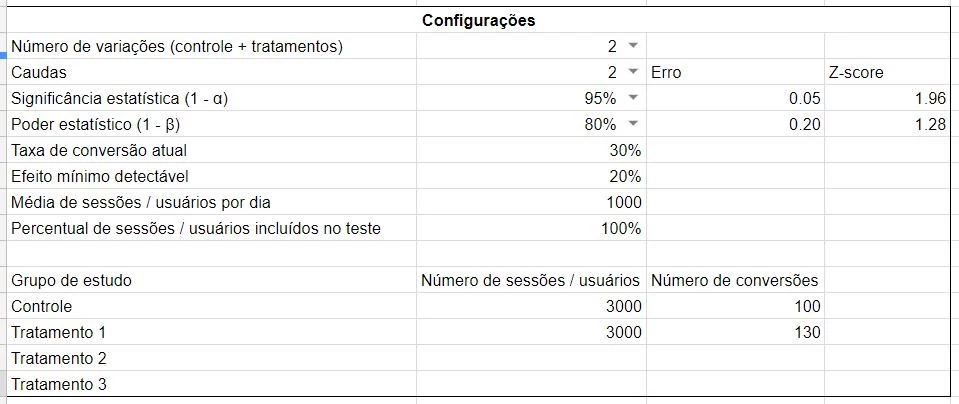 Configurações
Número de variações (controle + tratamentos) 2
Caudas 2 Erro Z-score
Significância estatística (1 - α) 95% 0.05 1.96
Poder estatístico (1 - β) 80% 0.20 1.28
Taxa de conversão atual 30%
Efeito mínimo detectável 20%
Média de sessões / usuários por dia 1000
Percentual de sessões / usuários incluídos no teste 100%
Grupo de estudo Número de sessões / usuários Número de conversões
Controle 3000 100
Tratamento 1 3000 130
Tratamento 2
Tratamento 3